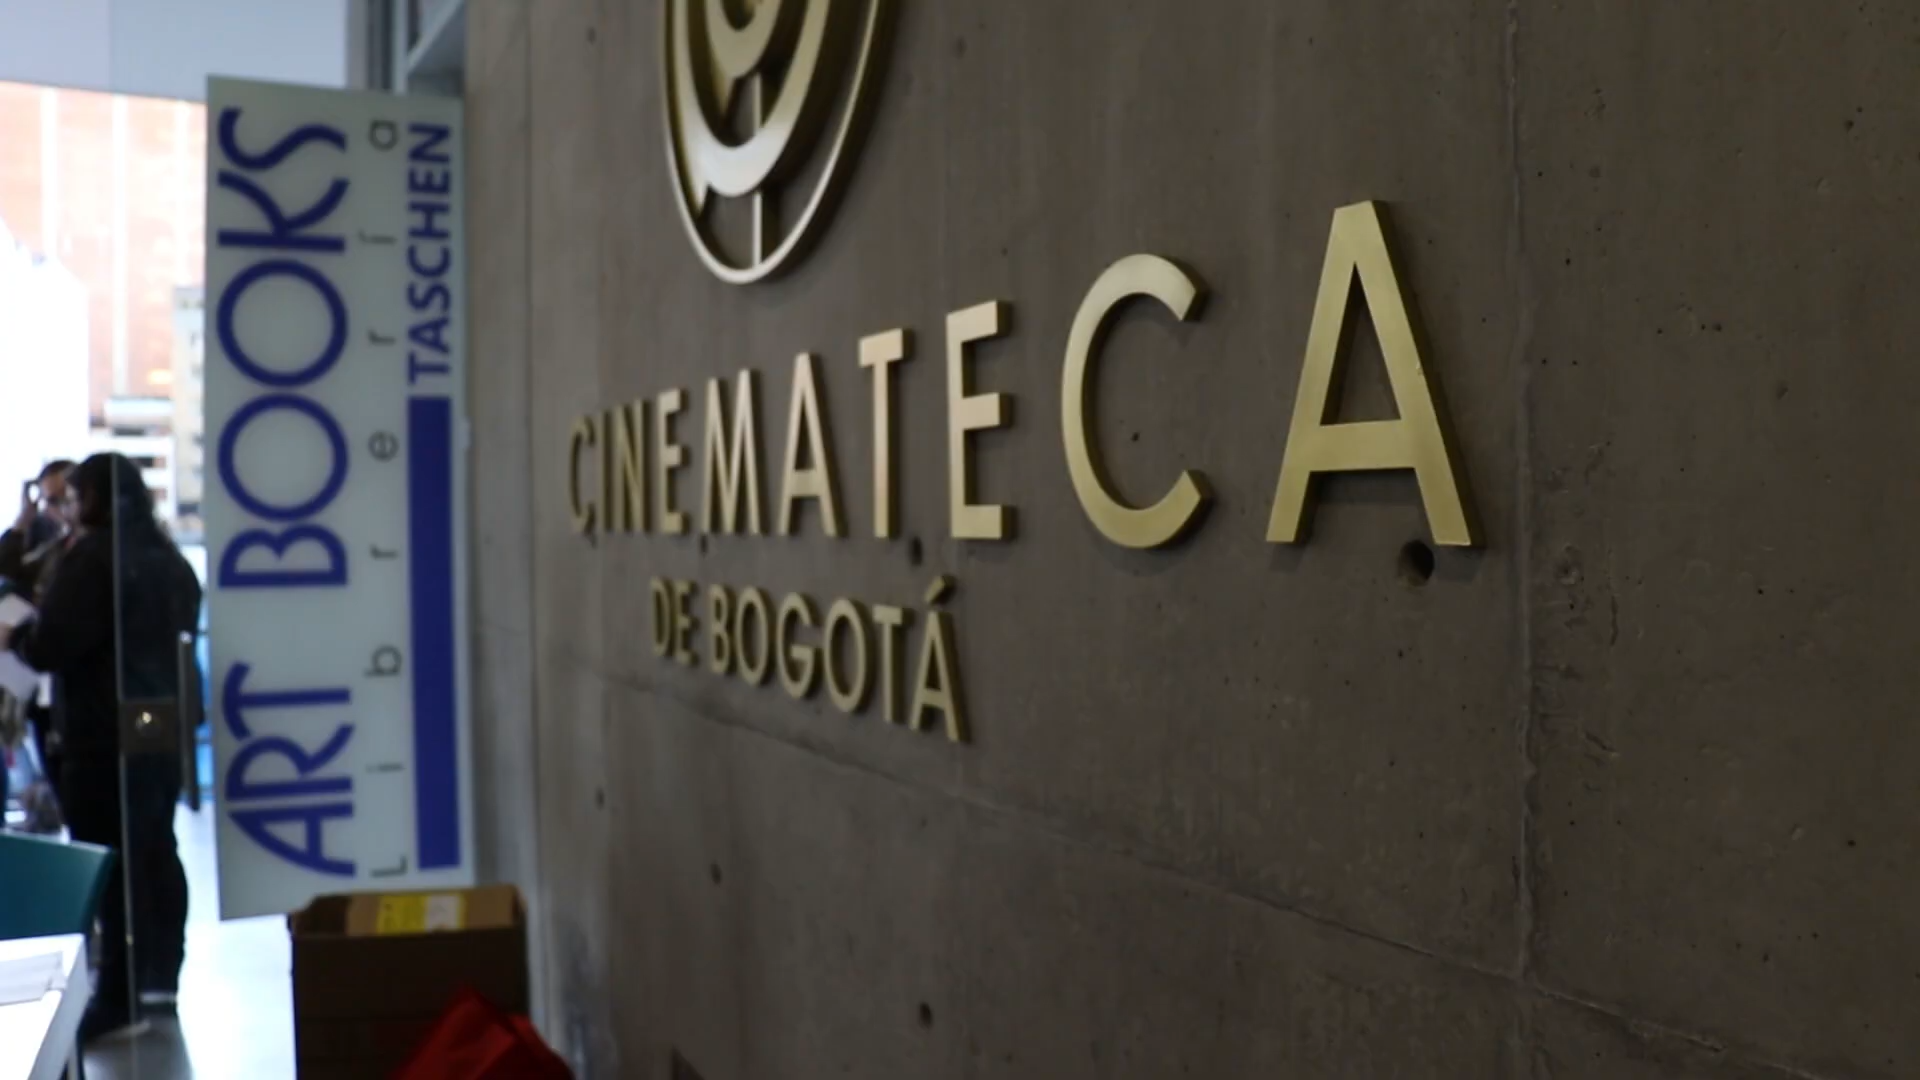 ART BOOKS
Librería
TASCHEN
CINEMATECA
DE BOGOTÁ